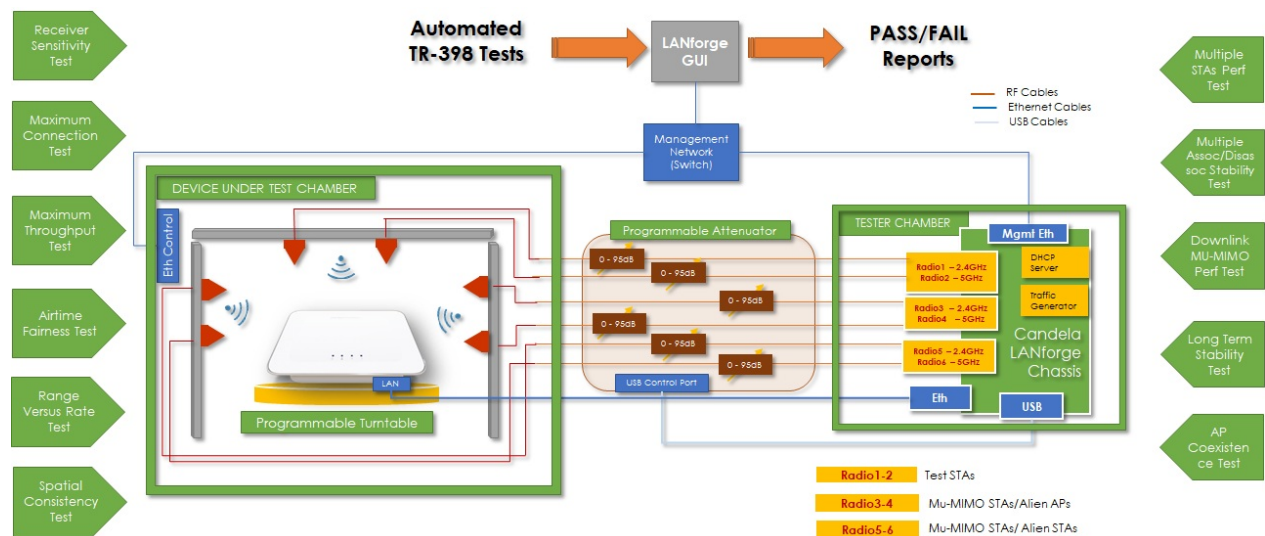 Receiver
Sensitivity
Test
Maximum
Connection
Test
Maximum
Throughput
Test
Airtime
Fairness Test
Range
Versus Rate
Test
Spatial
Consistency
Test
Automated
TR-398 Tests
LANforge
GUI
PASS/FAIL
Reports
RF Cables
Ethernet Cables
USB Cables
Management
Network
(Switch)
DEVICE UNDER TEST CHAMBER
Eth Control
LAN
Programmable Turntable
Programmable Attenuator
0 - 95dB
0 - 95dB
0 - 95dB
0 - 95dB
0 - 95dB
0 - 95dB
USB Control Port
TESTER CHAMBER
Mgmt Eth
DHCP
Server
Traffic
Generator
Radio1 – 2.4GHz
Radio2 – 5GHz
Radio3 – 2.4GHz
Radio4 – 5GHz
Radio5 – 2.4GHz
Radio6 – 5GHz
Candela
LANforge
Chassis
Eth
USB
Radio1-2 Test STAs
Radio3-4 Mu-MIMO STAs/Alien APs
Radio5-6 Mu-MIMO STAs/ Alien STAs
Multiple
STAs Perf
Test
Multiple
Assoc/Disas
soc Stability
Test
Downlink
MU-MIMO
Perf Test
Long Term
Stability
Test
AP
Coexisten
ce Test